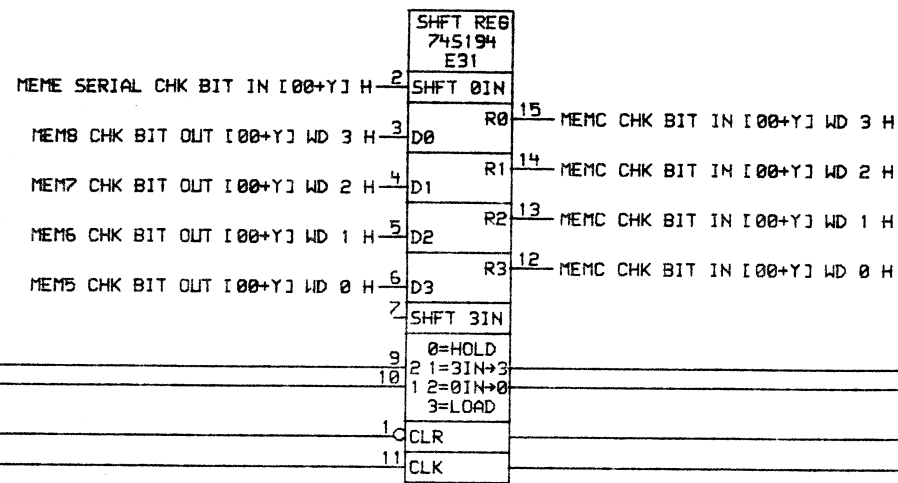 SHFT REG
74S194
E31
MEME SERIAL CHK BIT IN [00+Y] H 2 SHFT 0IN
R0 15 MEMC CHK BIT IN [00+Y] WD 3 H
MEM8 CHK BIT OUT [00+Y] WD 3 H 3 D0
R1 14 MEMC CHK BIT IN [00+Y] WD 2 H
MEM7 CHK BIT OUT [00+Y] WD 2 H 4 D1
R2 13 MEMC CHK BIT IN [00+Y] WD 1 H
MEM6 CHK BIT OUT [00+Y] WD 1 H 5 D2
R3 12 MEMC CHK BIT IN [00+Y] WD 0 H
MEM5 CHK BIT OUT [00+Y] WD 0 H 6 D3
7 SHFT 3IN
0=HOLD
9 2 1=3IN→3
10 1 2=0IN→0
3=LOAD
1 CLR
11 CLK